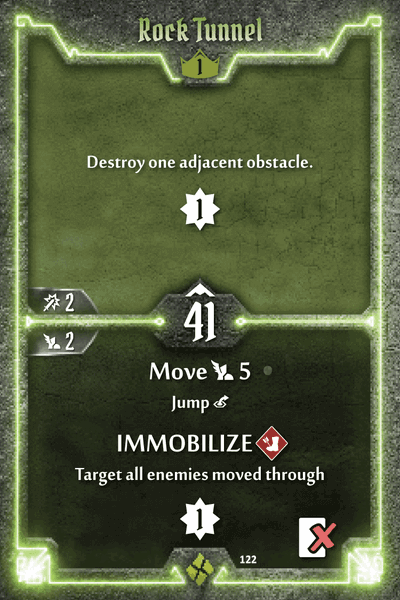 Rock Tunnel
1
Destroy one adjacent obstacle.
1
2
41
2
Move 5
Jump
IMMOBILIZE
Target all enemies moved through
1
122